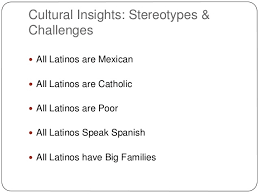 Cultural Insights: Stereotypes &
Challenges
• All Latinos are Mexican
• All Latinos are Catholic
• All Latinos are Poor
• All Latinos Speak Spanish
• All Latinos have Big Families